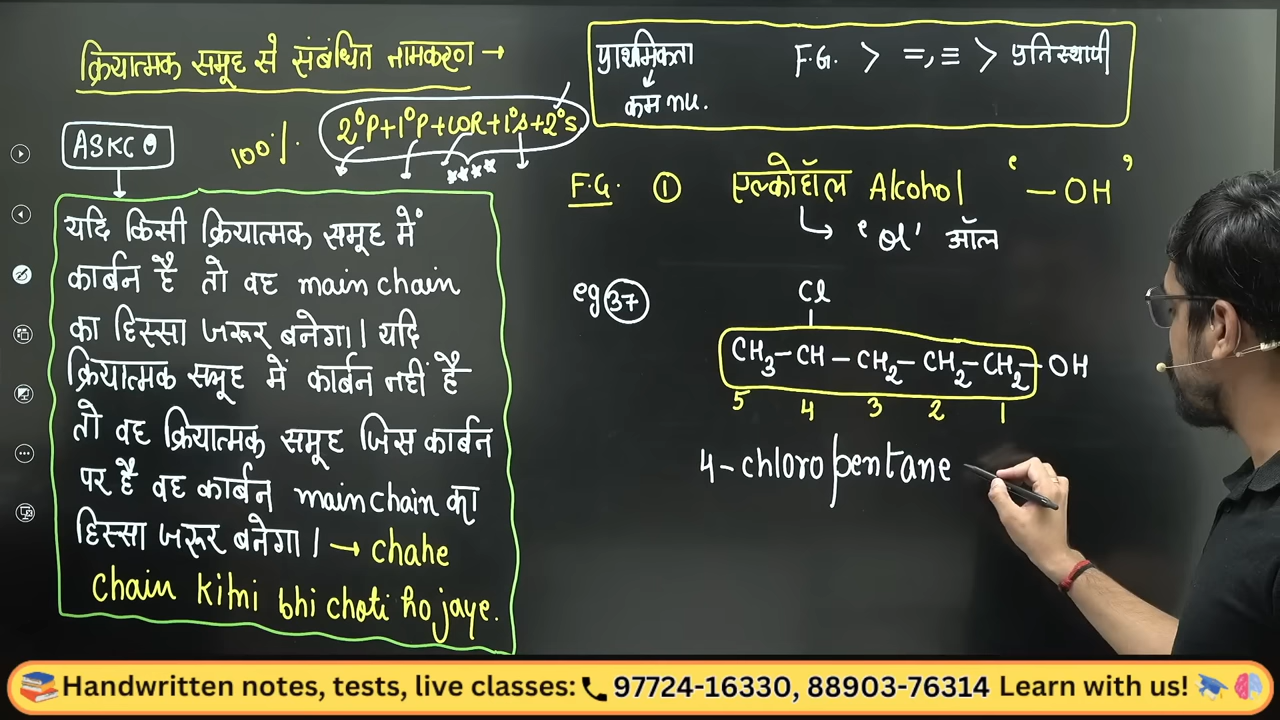 क्रियात्मक समूह से संबंधित नामकरण →
ASKC
100%
2°P+1°P+COR+1°S+2°S
यदि किसी क्रियात्मक समूह में
कार्बन है तो वह main chain
का हिस्सा जरूर बनेगा। यदि
क्रियात्मक समूह में कार्बन नहीं है
तो वह क्रियात्मक समूह जिस कार्बन
पर है वह कार्बन main chain का
हिस्सा जरूर बनेगा। → chahe
chain kitni bhi choti ho jaye.
प्राथमिकता F.G. > =, ≡ > प्रतिस्थापी
↓
कम nu.
F.G. ① एल्कोहॉल Alcohol ' —OH '
↳ 'ol' ऑल
eg 37
Cl
CH₃—CH—CH₂—CH₂—CH₂—OH
5 4 3 2 1
4-chloropentane
📚Handwritten notes, tests, live classes: 📞97724-16330, 88903-76314 Learn with us! 🎓🧠